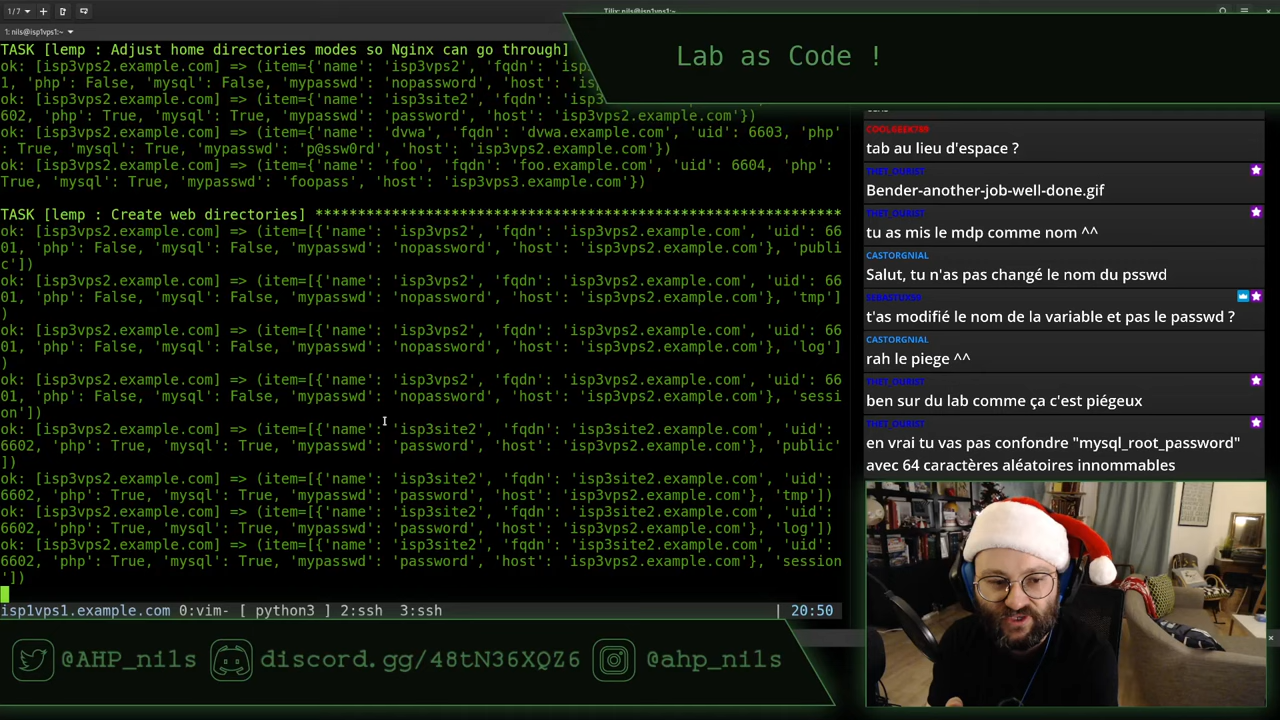 1/7
Tilix: nils@isp1vps1:~
1: nils@isp1vps1:~
Lab as Code !
TASK [lemp : Adjust home directories modes so Nginx can go through]
ok: [isp3vps2.example.com] => (item={'name': 'isp3vps2', 'fqdn': 'isp
1, 'php': False, 'mysql': False, 'mypasswd': 'nopassword', 'host':
ok: [isp3vps2.example.com] => (item={'name': 'isp3site2', 'fqdn':
602, 'php': True, 'mysql': True, 'mypasswd': 'password', 'host': 'isp3vps2.example.com'})
ok: [isp3vps2.example.com] => (item={'name': 'dvwa', 'fqdn': 'dvwa.example.com', 'uid': 6603, 'php'
: True, 'mysql': True, 'mypasswd': 'p@ssw0rd', 'host': 'isp3vps2.example.com'})
ok: [isp3vps2.example.com] => (item={'name': 'foo', 'fqdn': 'foo.example.com', 'uid': 6604, 'php':
True, 'mysql': True, 'mypasswd': 'foopass', 'host': 'isp3vps3.example.com'})
TASK [lemp : Create web directories] **************************************************************
ok: [isp3vps2.example.com] => (item=[{'name': 'isp3vps2', 'fqdn': 'isp3vps2.example.com', 'uid': 66
01, 'php': False, 'mysql': False, 'mypasswd': 'nopassword', 'host': 'isp3vps2.example.com'}, 'publi
c'])
ok: [isp3vps2.example.com] => (item=[{'name': 'isp3vps2', 'fqdn': 'isp3vps2.example.com', 'uid': 66
01, 'php': False, 'mysql': False, 'mypasswd': 'nopassword', 'host': 'isp3vps2.example.com'}, 'tmp']
)
ok: [isp3vps2.example.com] => (item=[{'name': 'isp3vps2', 'fqdn': 'isp3vps2.example.com', 'uid': 66
01, 'php': False, 'mysql': False, 'mypasswd': 'nopassword', 'host': 'isp3vps2.example.com'}, 'log']
)
ok: [isp3vps2.example.com] => (item=[{'name': 'isp3vps2', 'fqdn': 'isp3vps2.example.com', 'uid': 66
01, 'php': False, 'mysql': False, 'mypasswd': 'nopassword', 'host': 'isp3vps2.example.com'}, 'sessi
on'])
ok: [isp3vps2.example.com] => (item=[{'name': 'isp3site2', 'fqdn': 'isp3site2.example.com', 'uid':
6602, 'php': True, 'mysql': True, 'mypasswd': 'password', 'host': 'isp3vps2.example.com'}, 'public'
])
ok: [isp3vps2.example.com] => (item=[{'name': 'isp3site2', 'fqdn': 'isp3site2.example.com', 'uid':
6602, 'php': True, 'mysql': True, 'mypasswd': 'password', 'host': 'isp3vps2.example.com'}, 'tmp'])
ok: [isp3vps2.example.com] => (item=[{'name': 'isp3site2', 'fqdn': 'isp3site2.example.com', 'uid':
6602, 'php': True, 'mysql': True, 'mypasswd': 'password', 'host': 'isp3vps2.example.com'}, 'log'])
ok: [isp3vps2.example.com] => (item=[{'name': 'isp3site2', 'fqdn': 'isp3site2.example.com', 'uid':
6602, 'php': True, 'mysql': True, 'mypasswd': 'password', 'host': 'isp3vps2.example.com'}, 'session
'])
isp1vps1.example.com 0:vim- [ python3 ] 2:ssh 3:ssh | 20:50
COOLGEEK789
tab au lieu d'espace ?
THET_OURIST
Bender-another-job-well-done.gif
THET_OURIST
tu as mis le mdp comme nom ^^
CASTORGNIAL
Salut, tu n'as pas changé le nom du psswd
SEBASTUX59
t'as modifié le nom de la variable et pas le passwd ?
CASTORGNIAL
rah le piege ^^
THET_OURIST
ben sur du lab comme ça c'est piégeux
THET_OURIST
en vrai tu vas pas confondre "mysql_root_password"
avec 64 caractères aléatoires innommables
@AHP_nils discord.gg/48tN36XQZ6 @ahp_nils